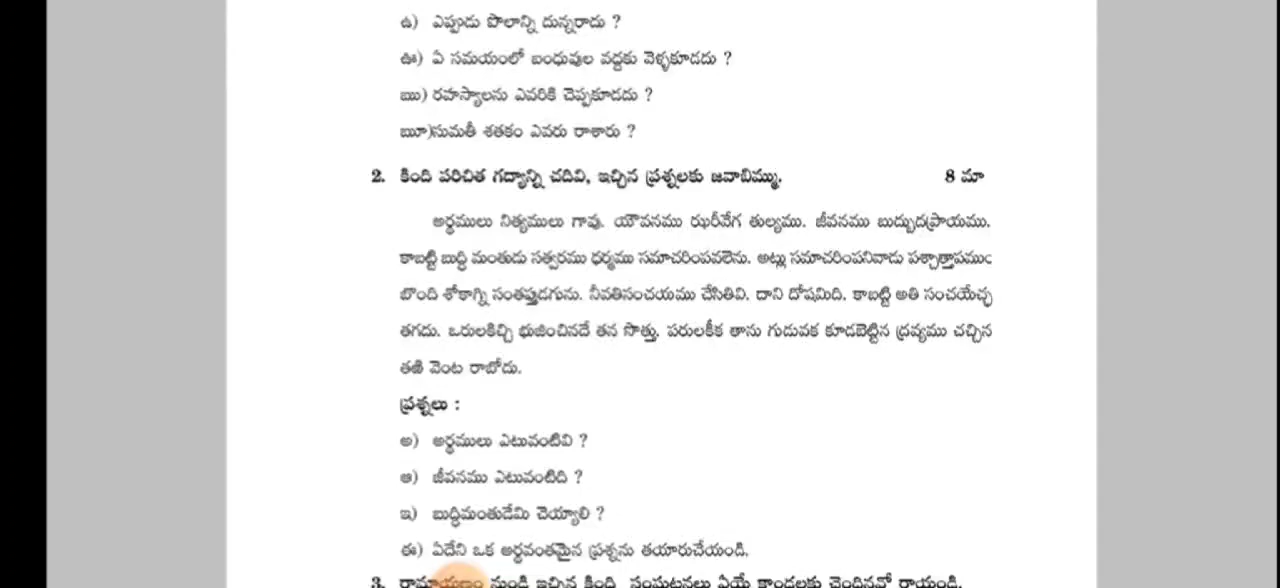 ఉ) ఎప్పుడు పొలాన్ని దున్నరాదు ?
ఊ) ఏ సమయంలో బంధువుల వద్దకు వెళ్ళకూడదు ?
ఋ) రహస్యాలను ఎవరికి చెప్పకూడదు ?
ౠ)సుమతీ శతకం ఎవరు రాశారు ?
2. కింది పరిచిత గద్యాన్ని చదివి, ఇచ్చిన ప్రశ్నలకు జవాబిమ్ము. 8 మా
అర్థములు నిత్యములు గావు. యౌవనము ఝరీవేగ తుల్యము. జీవనము బుద్బుదప్రాయము.
కాబట్టి బుద్ధి మంతుడు సత్వరము ధర్మము సమాచరింపవలెను. అట్లు సమాచరింపనివాడు పశ్చాత్తాపముం
బొంది శోకాగ్ని సంతప్తుడగును. నీవతిసంచయము చేసితివి. దాని దోషమిది. కాబట్టి అతి సంచయేచ్ఛ
తగదు. ఒరులకిచ్చి భుజించినదే తన సొత్తు. పరులకీక తాను గుడువక కూడబెట్టిన ద్రవ్యము చచ్చిన
తఱి వెంట రాబోదు.
ప్రశ్నలు :
అ) అర్థములు ఎటువంటివి ?
ఆ) జీవనము ఎటువంటిది ?
ఇ) బుద్ధిమంతుడేమి చెయ్యాలి ?
ఈ) ఏదేని ఒక అర్థవంతమైన ప్రశ్నను తయారుచేయండి.
3. రామాయణం నుండి ఇచ్చిన కింది సంఘటనలు ఏయే కాండలకు చెందినవో రాయండి.